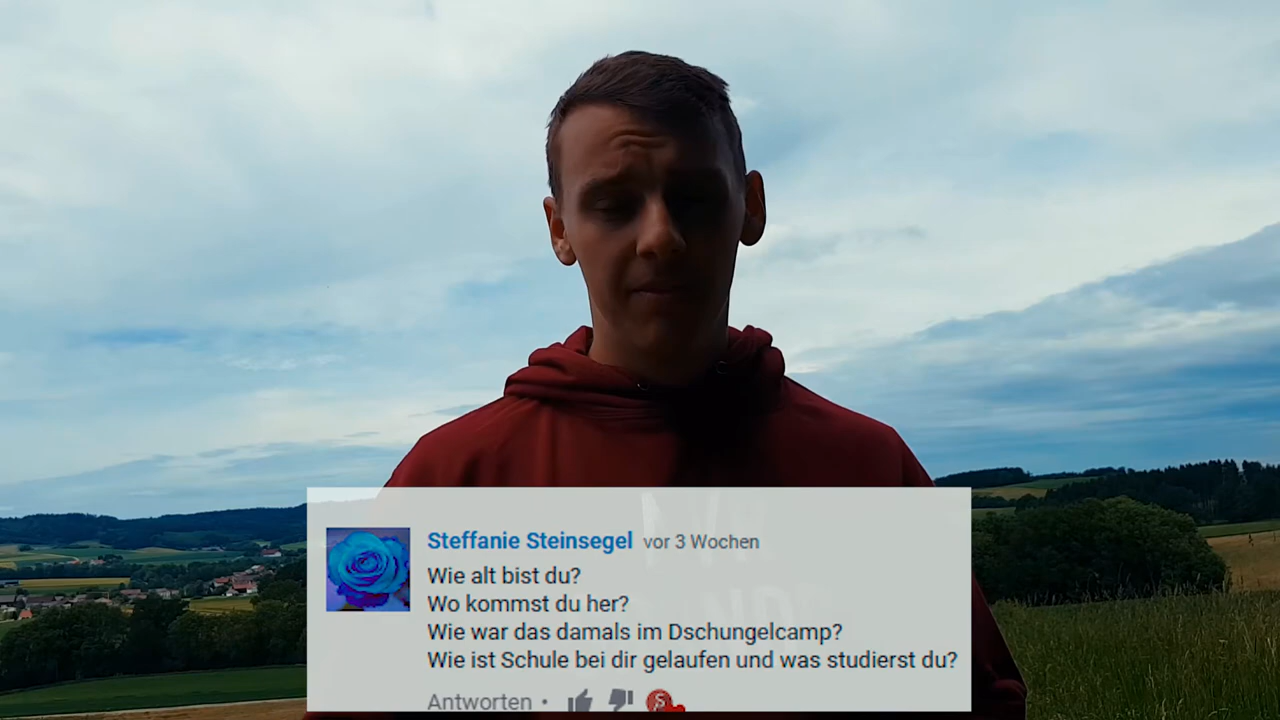 Steffanie Steinsegel vor 3 Wochen
Wie alt bist du?
Wo kommst du her?
Wie war das damals im Dschungelcamp?
Wie ist Schule bei dir gelaufen und was studierst du?
Antworten •